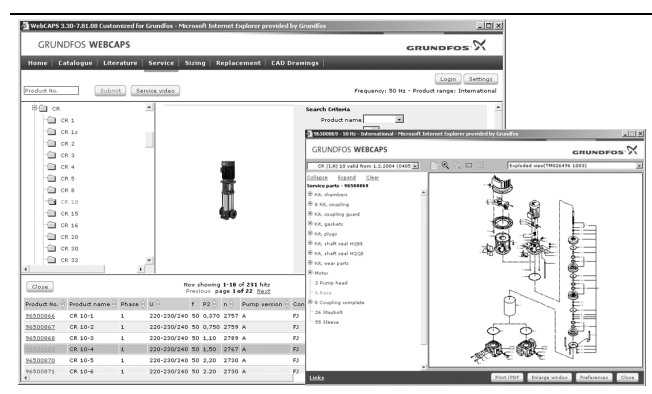 WebCAPS 3.30-7.81.08 Customized for Grundfos - Microsoft Internet Explorer provided by Grundfos
GRUNDFOS WEBCAPS
GRUNDFOS
Home Catalogue Literature Service Sizing Replacement CAD Drawings
Login Settings
Product No. Submit Service video Frequency: 50 Hz - Product range: International
CR
CR 1
CR 1s
CR 2
CR 3
CR 4
CR 5
CR 8
CR 10
CR 15
CR 16
CR 20
CR 30
CR 32
Search Criteria
Product name
Close
Now showing 1-10 of 231 hits
Previous page 1 of 22 Next
Product No. Product name Phase U f P2 n Pump version Con
96500866 CR 10-1 1 220-230/240 50 0,370 2757 A FJ
96500867 CR 10-2 1 220-230/240 50 0,750 2759 A FJ
96500868 CR 10-3 1 220-230/240 50 1,10 2789 A FJ
CR 10-4 1 220-230/240 50 1,50 2767 A FJ
96500870 CR 10-5 1 220-230/240 50 2,20 2730 A FJ
96500871 CR 10-6 1 220-230/240 50 2,20 2730 A FJ
96500869 - 50 Hz - International - Microsoft Internet Explorer provided by Grundfos
GRUNDFOS WEBCAPS
GRUNDFOS
CR (I,N) 10 valid from 1.2.2004 (0405 Exploded view(TM026496 1003)
Collapse Expand Clear
Service parts - 96500869
Kit, chambers
8 Kit, coupling
Kit, coupling guard
Kit, gaskets
Kit, plugs
Kit, shaft seal HQBE
Kit, shaft seal HQQE
Kit, wear parts
Motor
2 Pump head
6 Base
8 Coupling complete
26 Staybolt
55 Sleeve
Links
Print /PDF Enlarge window Preferences Close